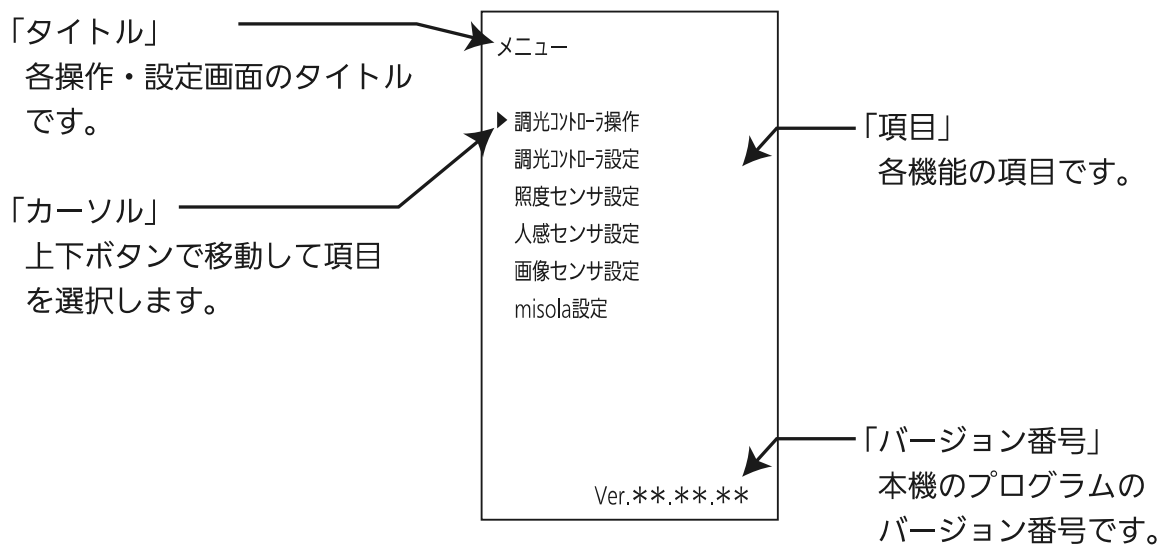 「タイトル」
各操作・設定画面のタイトル
です。
「カーソル」
上下ボタンで移動して項目
を選択します。
メニュー
▶ 調光ｺﾝﾄﾛｰﾗ操作
調光ｺﾝﾄﾛｰﾗ設定
照度センサ設定
人感センサ設定
画像センサ設定
misola設定
Ver.**.**.**
「項目」
各機能の項目です。
「バージョン番号」
本機のプログラムの
バージョン番号です。